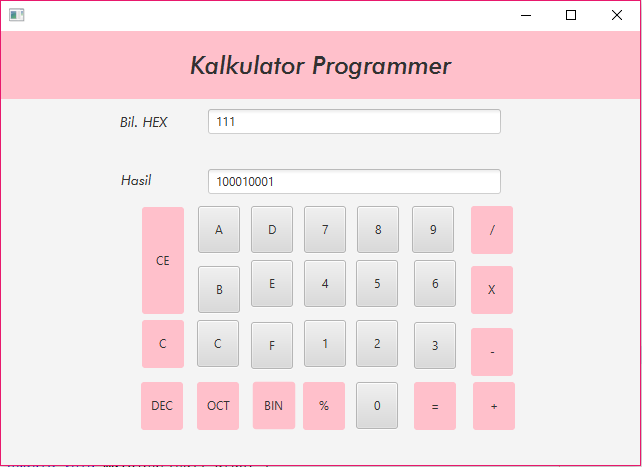 Kalkulator Programmer
Bil. HEX 111
Hasil 100010001
CE A D 7 8 9 /
B E 4 5 6 X
C C F 1 2 3 -
DEC OCT BIN % 0 = +